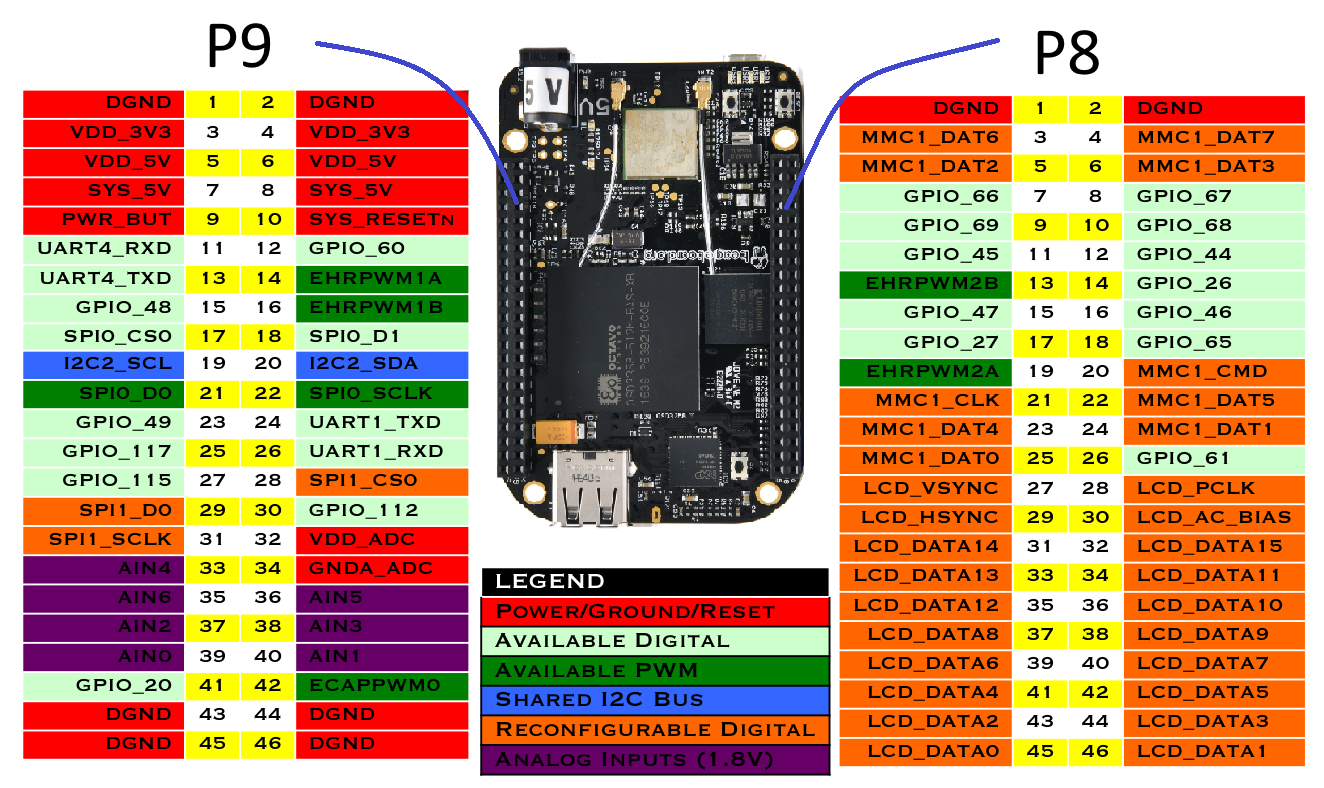 P9
P8
DGND 1 2 DGND
VDD_3V3 3 4 VDD_3V3
VDD_5V 5 6 VDD_5V
SYS_5V 7 8 SYS_5V
PWR_BUT 9 10 SYS_RESETN
UART4_RXD 11 12 GPIO_60
UART4_TXD 13 14 EHRPWM1A
GPIO_48 15 16 EHRPWM1B
SPI0_CS0 17 18 SPI0_D1
I2C2_SCL 19 20 I2C2_SDA
SPI0_D0 21 22 SPI0_SCLK
GPIO_49 23 24 UART1_TXD
GPIO_117 25 26 UART1_RXD
GPIO_115 27 28 SPI1_CS0
SPI1_D0 29 30 GPIO_112
SPI1_SCLK 31 32 VDD_ADC
AIN4 33 34 GNDA_ADC
AIN6 35 36 AIN5
AIN2 37 38 AIN3
AIN0 39 40 AIN1
GPIO_20 41 42 ECAPPWM0
DGND 43 44 DGND
DGND 45 46 DGND
5V
5V
beagleboard.org
OCTAVO
LEGEND
POWER/GROUND/RESET
AVAILABLE DIGITAL
AVAILABLE PWM
SHARED I2C BUS
RECONFIGURABLE DIGITAL
ANALOG INPUTS (1.8V)
DGND 1 2 DGND
MMC1_DAT6 3 4 MMC1_DAT7
MMC1_DAT2 5 6 MMC1_DAT3
GPIO_66 7 8 GPIO_67
GPIO_69 9 10 GPIO_68
GPIO_45 11 12 GPIO_44
EHRPWM2B 13 14 GPIO_26
GPIO_47 15 16 GPIO_46
GPIO_27 17 18 GPIO_65
EHRPWM2A 19 20 MMC1_CMD
MMC1_CLK 21 22 MMC1_DAT5
MMC1_DAT4 23 24 MMC1_DAT1
MMC1_DAT0 25 26 GPIO_61
LCD_VSYNC 27 28 LCD_PCLK
LCD_HSYNC 29 30 LCD_AC_BIAS
LCD_DATA14 31 32 LCD_DATA15
LCD_DATA13 33 34 LCD_DATA11
LCD_DATA12 35 36 LCD_DATA10
LCD_DATA8 37 38 LCD_DATA9
LCD_DATA6 39 40 LCD_DATA7
LCD_DATA4 41 42 LCD_DATA5
LCD_DATA2 43 44 LCD_DATA3
LCD_DATA0 45 46 LCD_DATA1